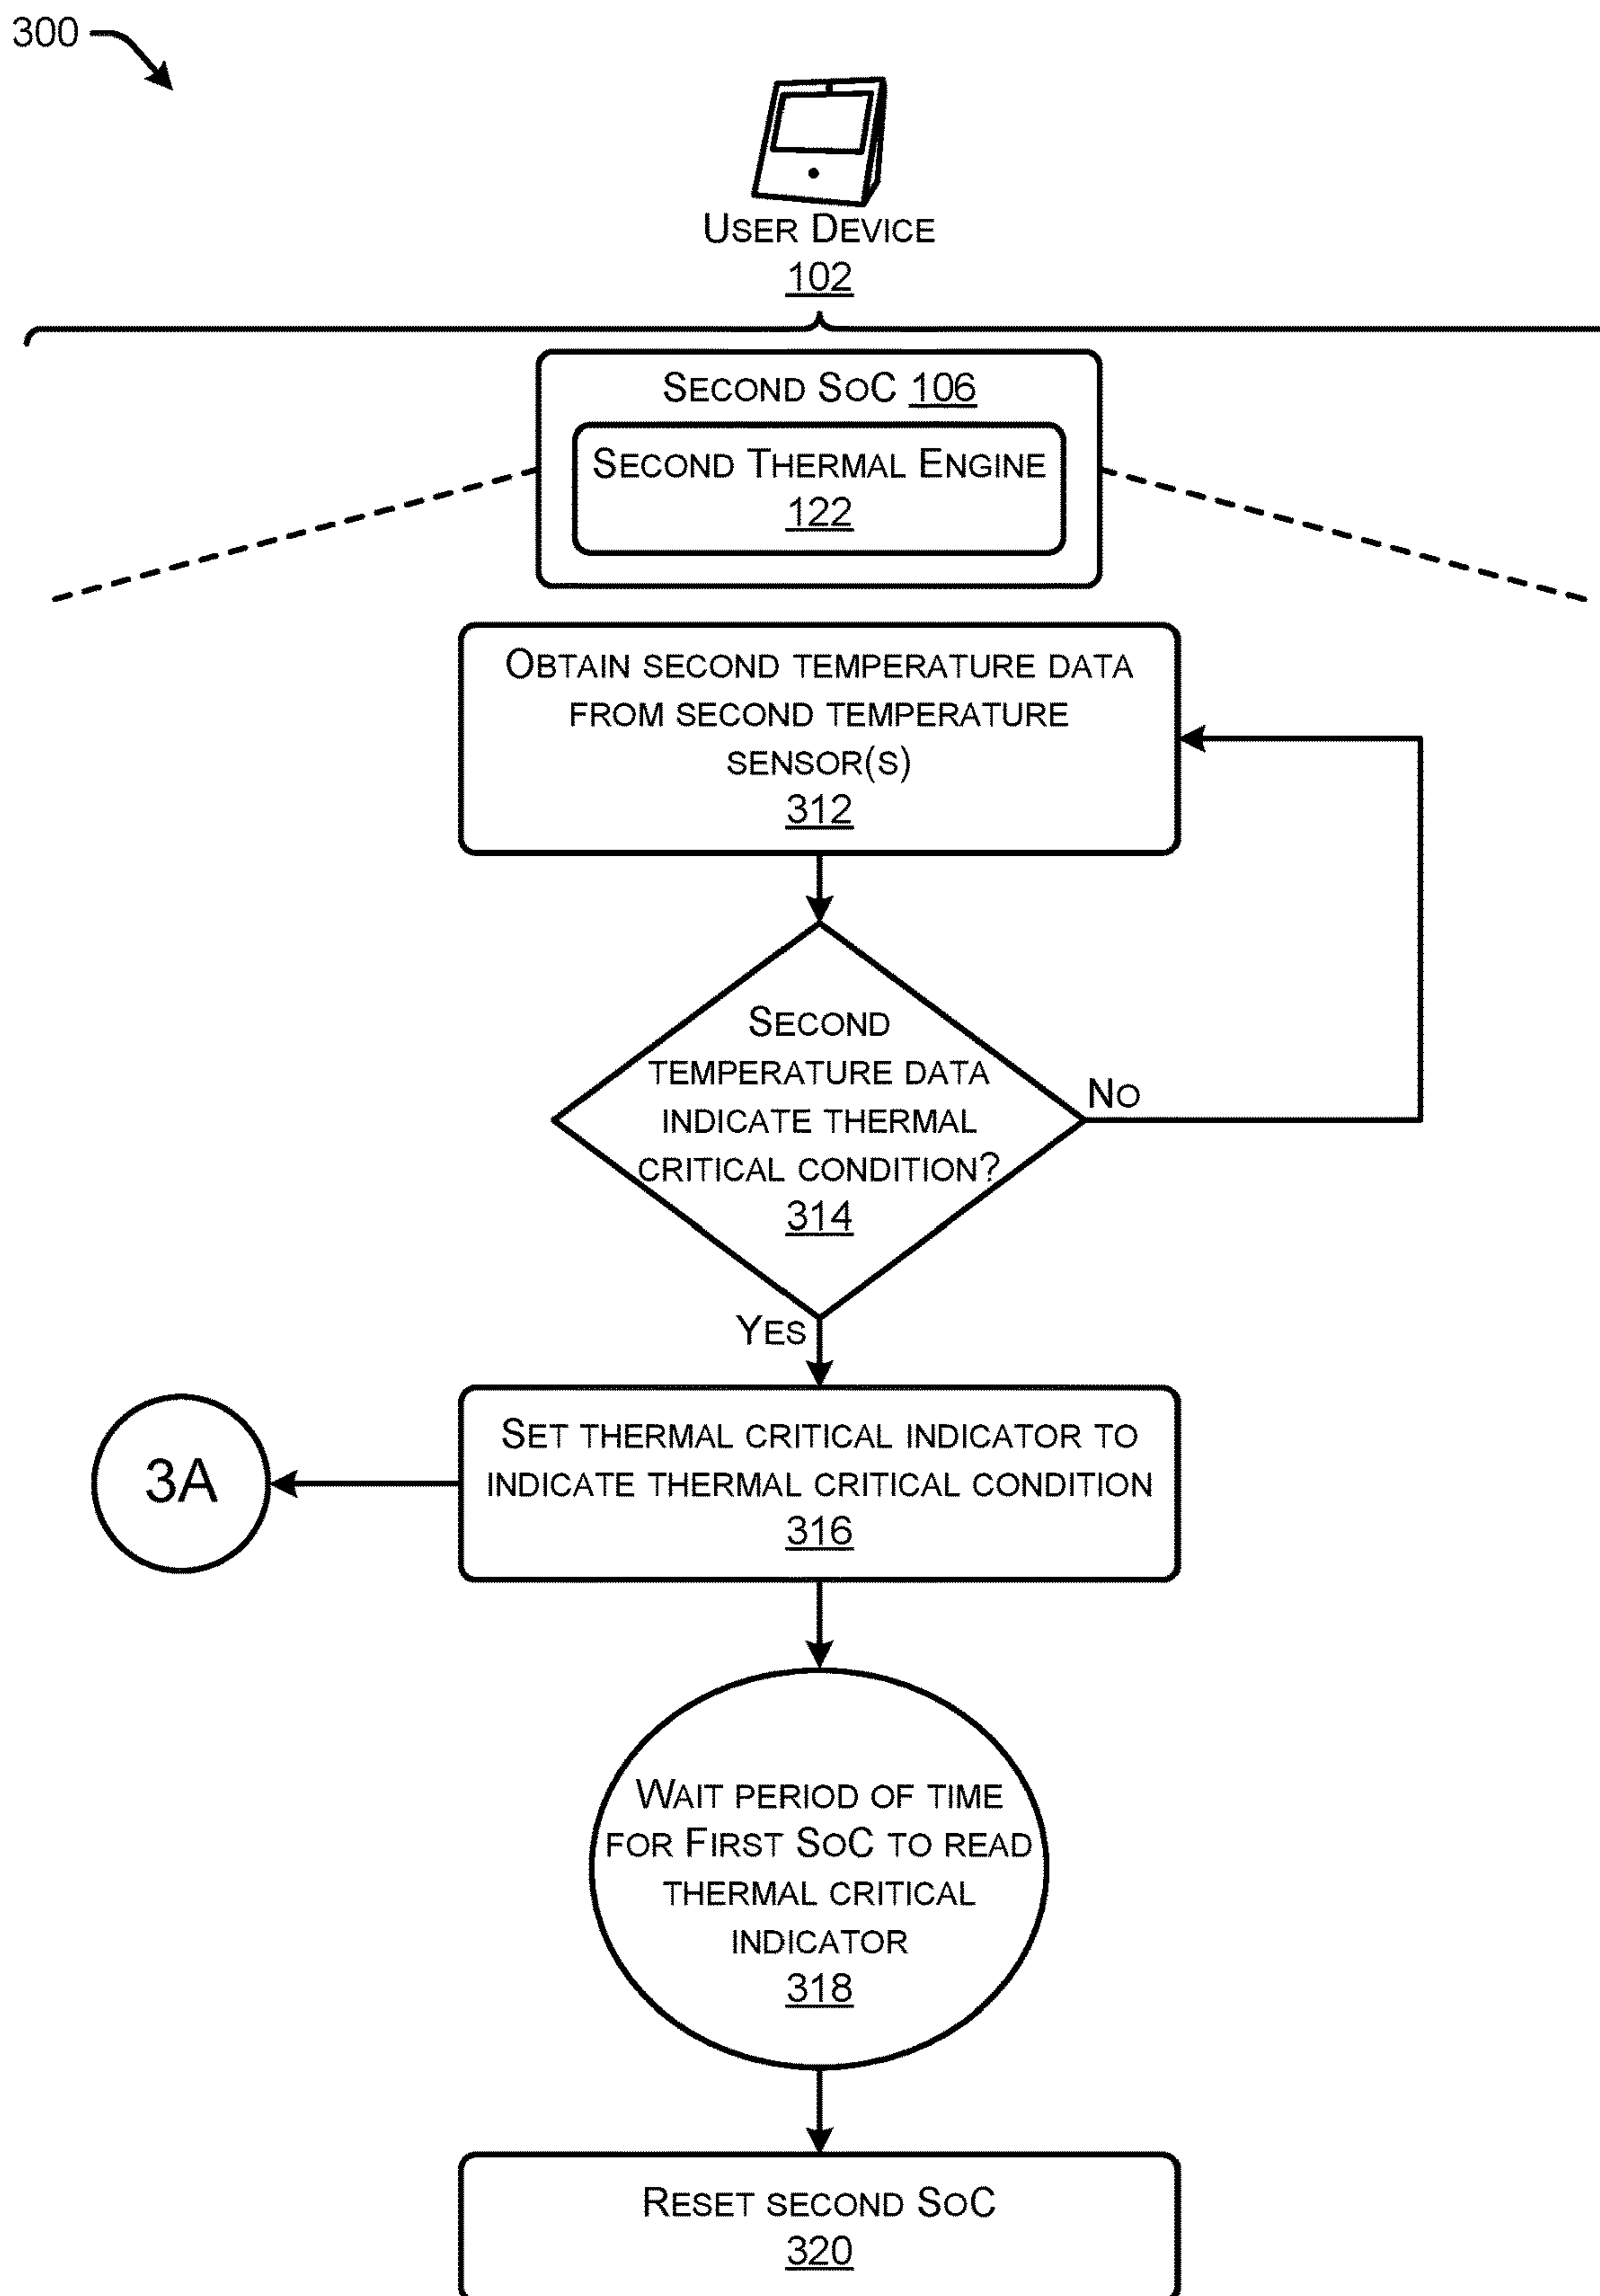 300
User Device
102
Second SoC 106
Second Thermal Engine
122
Obtain second temperature data
from second temperature
sensor(s)
312
Second
temperature data
indicate thermal
critical condition?
314
No
Yes
Set thermal critical indicator to
indicate thermal critical condition
316
3A
Wait period of time
for First SoC to read
thermal critical
indicator
318
Reset second SoC
320